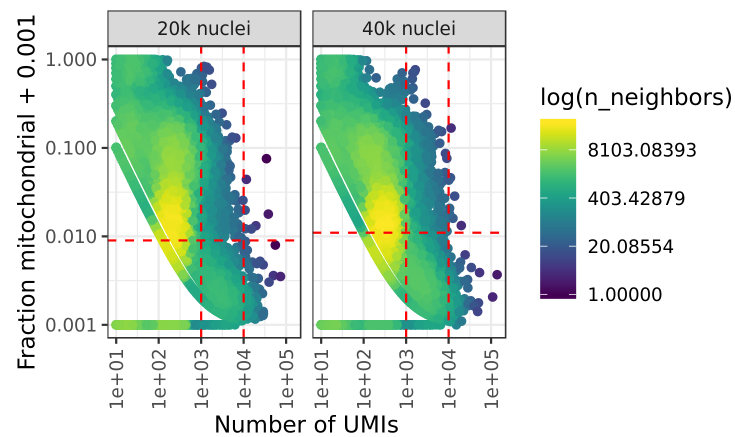 20k nuclei 40k nuclei
Fraction mitochondrial + 0.001
1.000
0.100
0.010
0.001
1e+01 1e+02 1e+03 1e+04 1e+05 1e+01 1e+02 1e+03 1e+04 1e+05
Number of UMIs
log(n_neighbors)
8103.08393
403.42879
20.08554
1.00000